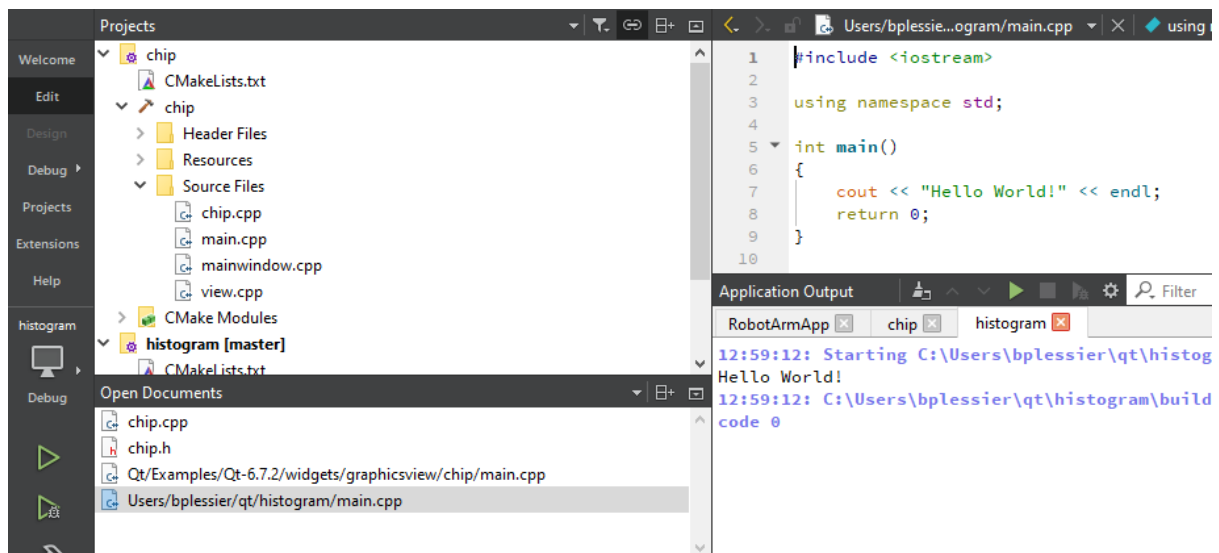 Projects
Welcome
Edit
Design
Debug
Projects
Extensions
Help
histogram
Debug
chip
CMakeLists.txt
chip
Header Files
Resources
Source Files
chip.cpp
main.cpp
mainwindow.cpp
view.cpp
CMake Modules
histogram [master]
CMakeLists.txt
Open Documents
chip.cpp
chip.h
Qt/Examples/Qt-6.7.2/widgets/graphicsview/chip/main.cpp
Users/bplessier/qt/histogram/main.cpp
Users/bplessie...ogram/main.cpp
using
1 #include <iostream>
2
3 using namespace std;
4
5 int main()
6 {
7 cout << "Hello World!" << endl;
8 return 0;
9 }
10
Application Output
Filter
RobotArmApp chip histogram
12:59:12: Starting C:\Users\bplessier\qt\histog
Hello World!
12:59:12: C:\Users\bplessier\qt\histogram\build
code 0